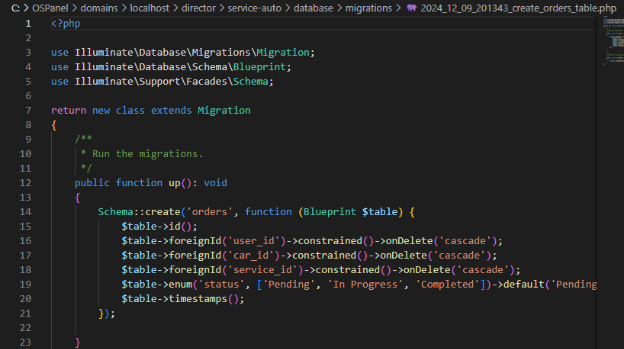 C: > OSPanel > domains > localhost > director > service-auto > database > migrations > 2024_12_09_201343_create_orders_table.php
1 <?php
2
3 use Illuminate\Database\Migrations\Migration;
4 use Illuminate\Database\Schema\Blueprint;
5 use Illuminate\Support\Facades\Schema;
6
7 return new class extends Migration
8 {
9     /**
10      * Run the migrations.
11      */
12     public function up(): void
13     {
14         Schema::create('orders', function (Blueprint $table) {
15             $table->id();
16             $table->foreignId('user_id')->constrained()->onDelete('cascade');
17             $table->foreignId('car_id')->constrained()->onDelete('cascade');
18             $table->foreignId('service_id')->constrained()->onDelete('cascade');
19             $table->enum('status', ['Pending', 'In Progress', 'Completed'])->default('Pending
20             $table->timestamps();
21         });
22
23     }